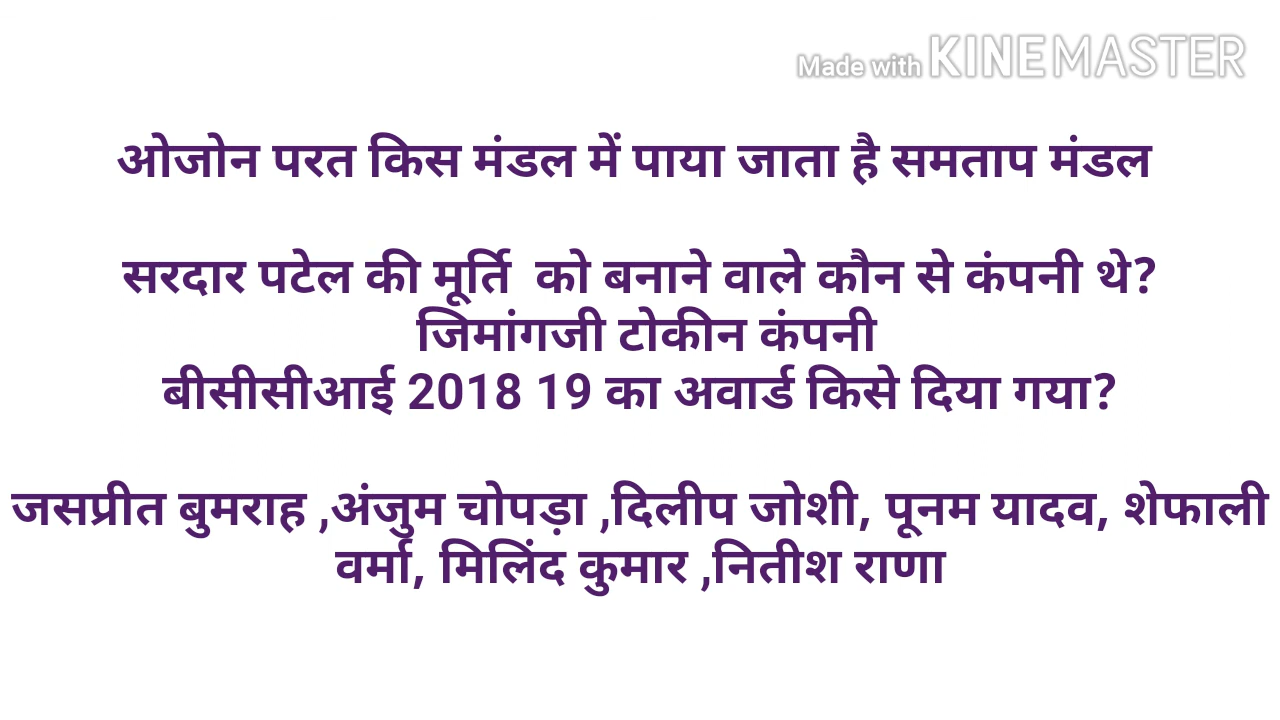 Made with KINEMASTER
ओजोन परत किस मंडल में पाया जाता है समताप मंडल
सरदार पटेल की मूर्ति को बनाने वाले कौन से कंपनी थे?
जिमांगजी टोकीन कंपनी
बीसीसीआई 2018 19 का अवार्ड किसे दिया गया?
जसप्रीत बुमराह ,अंजुम चोपड़ा ,दिलीप जोशी, पूनम यादव, शेफाली
वर्मा, मिलिंद कुमार ,नितीश राणा